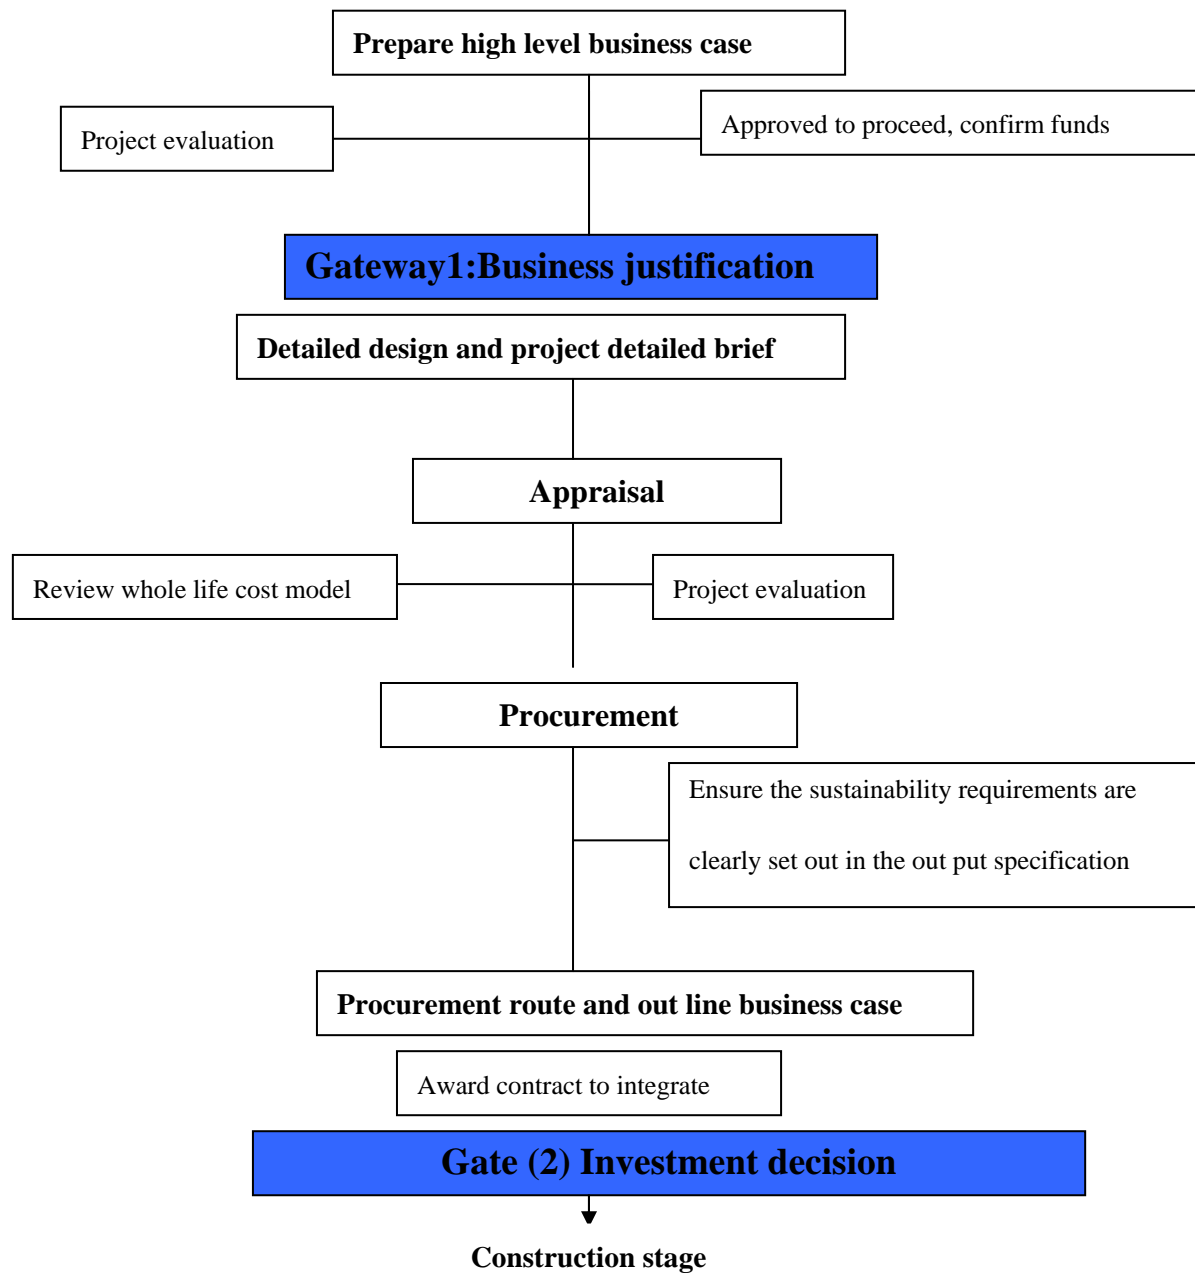 Prepare high level business case
Project evaluation
Approved to proceed, confirm funds
Gateway1:Business justification
Detailed design and project detailed brief
Appraisal
Review whole life cost model
Project evaluation
Procurement
Ensure the sustainability requirements are
clearly set out in the out put specification
Procurement route and out line business case
Award contract to integrate
Gate (2) Investment decision
Construction stage